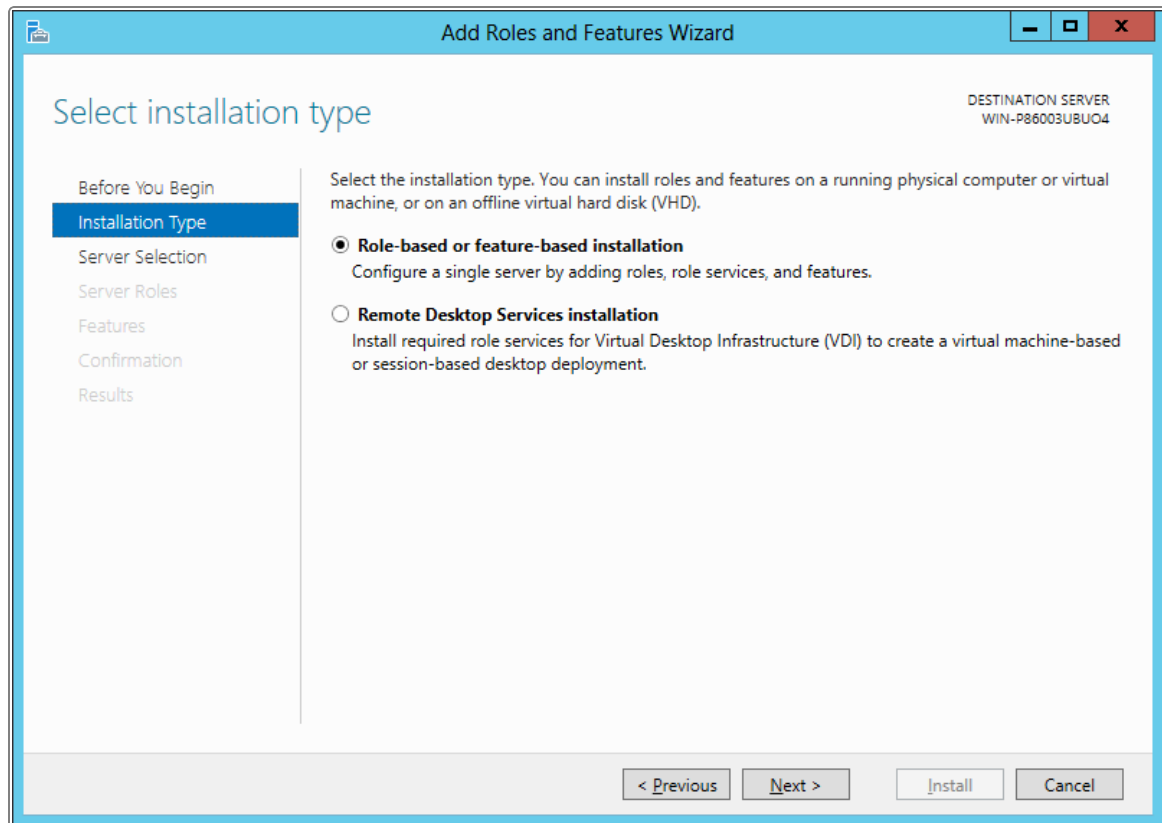 Add Roles and Features Wizard
Select installation type
DESTINATION SERVER
WIN-P86003UBUO4
Before You Begin
Installation Type
Server Selection
Server Roles
Features
Confirmation
Results
Select the installation type. You can install roles and features on a running physical computer or virtual
machine, or on an offline virtual hard disk (VHD).
Role-based or feature-based installation
Configure a single server by adding roles, role services, and features.
Remote Desktop Services installation
Install required role services for Virtual Desktop Infrastructure (VDI) to create a virtual machine-based
or session-based desktop deployment.
< Previous Next > Install Cancel